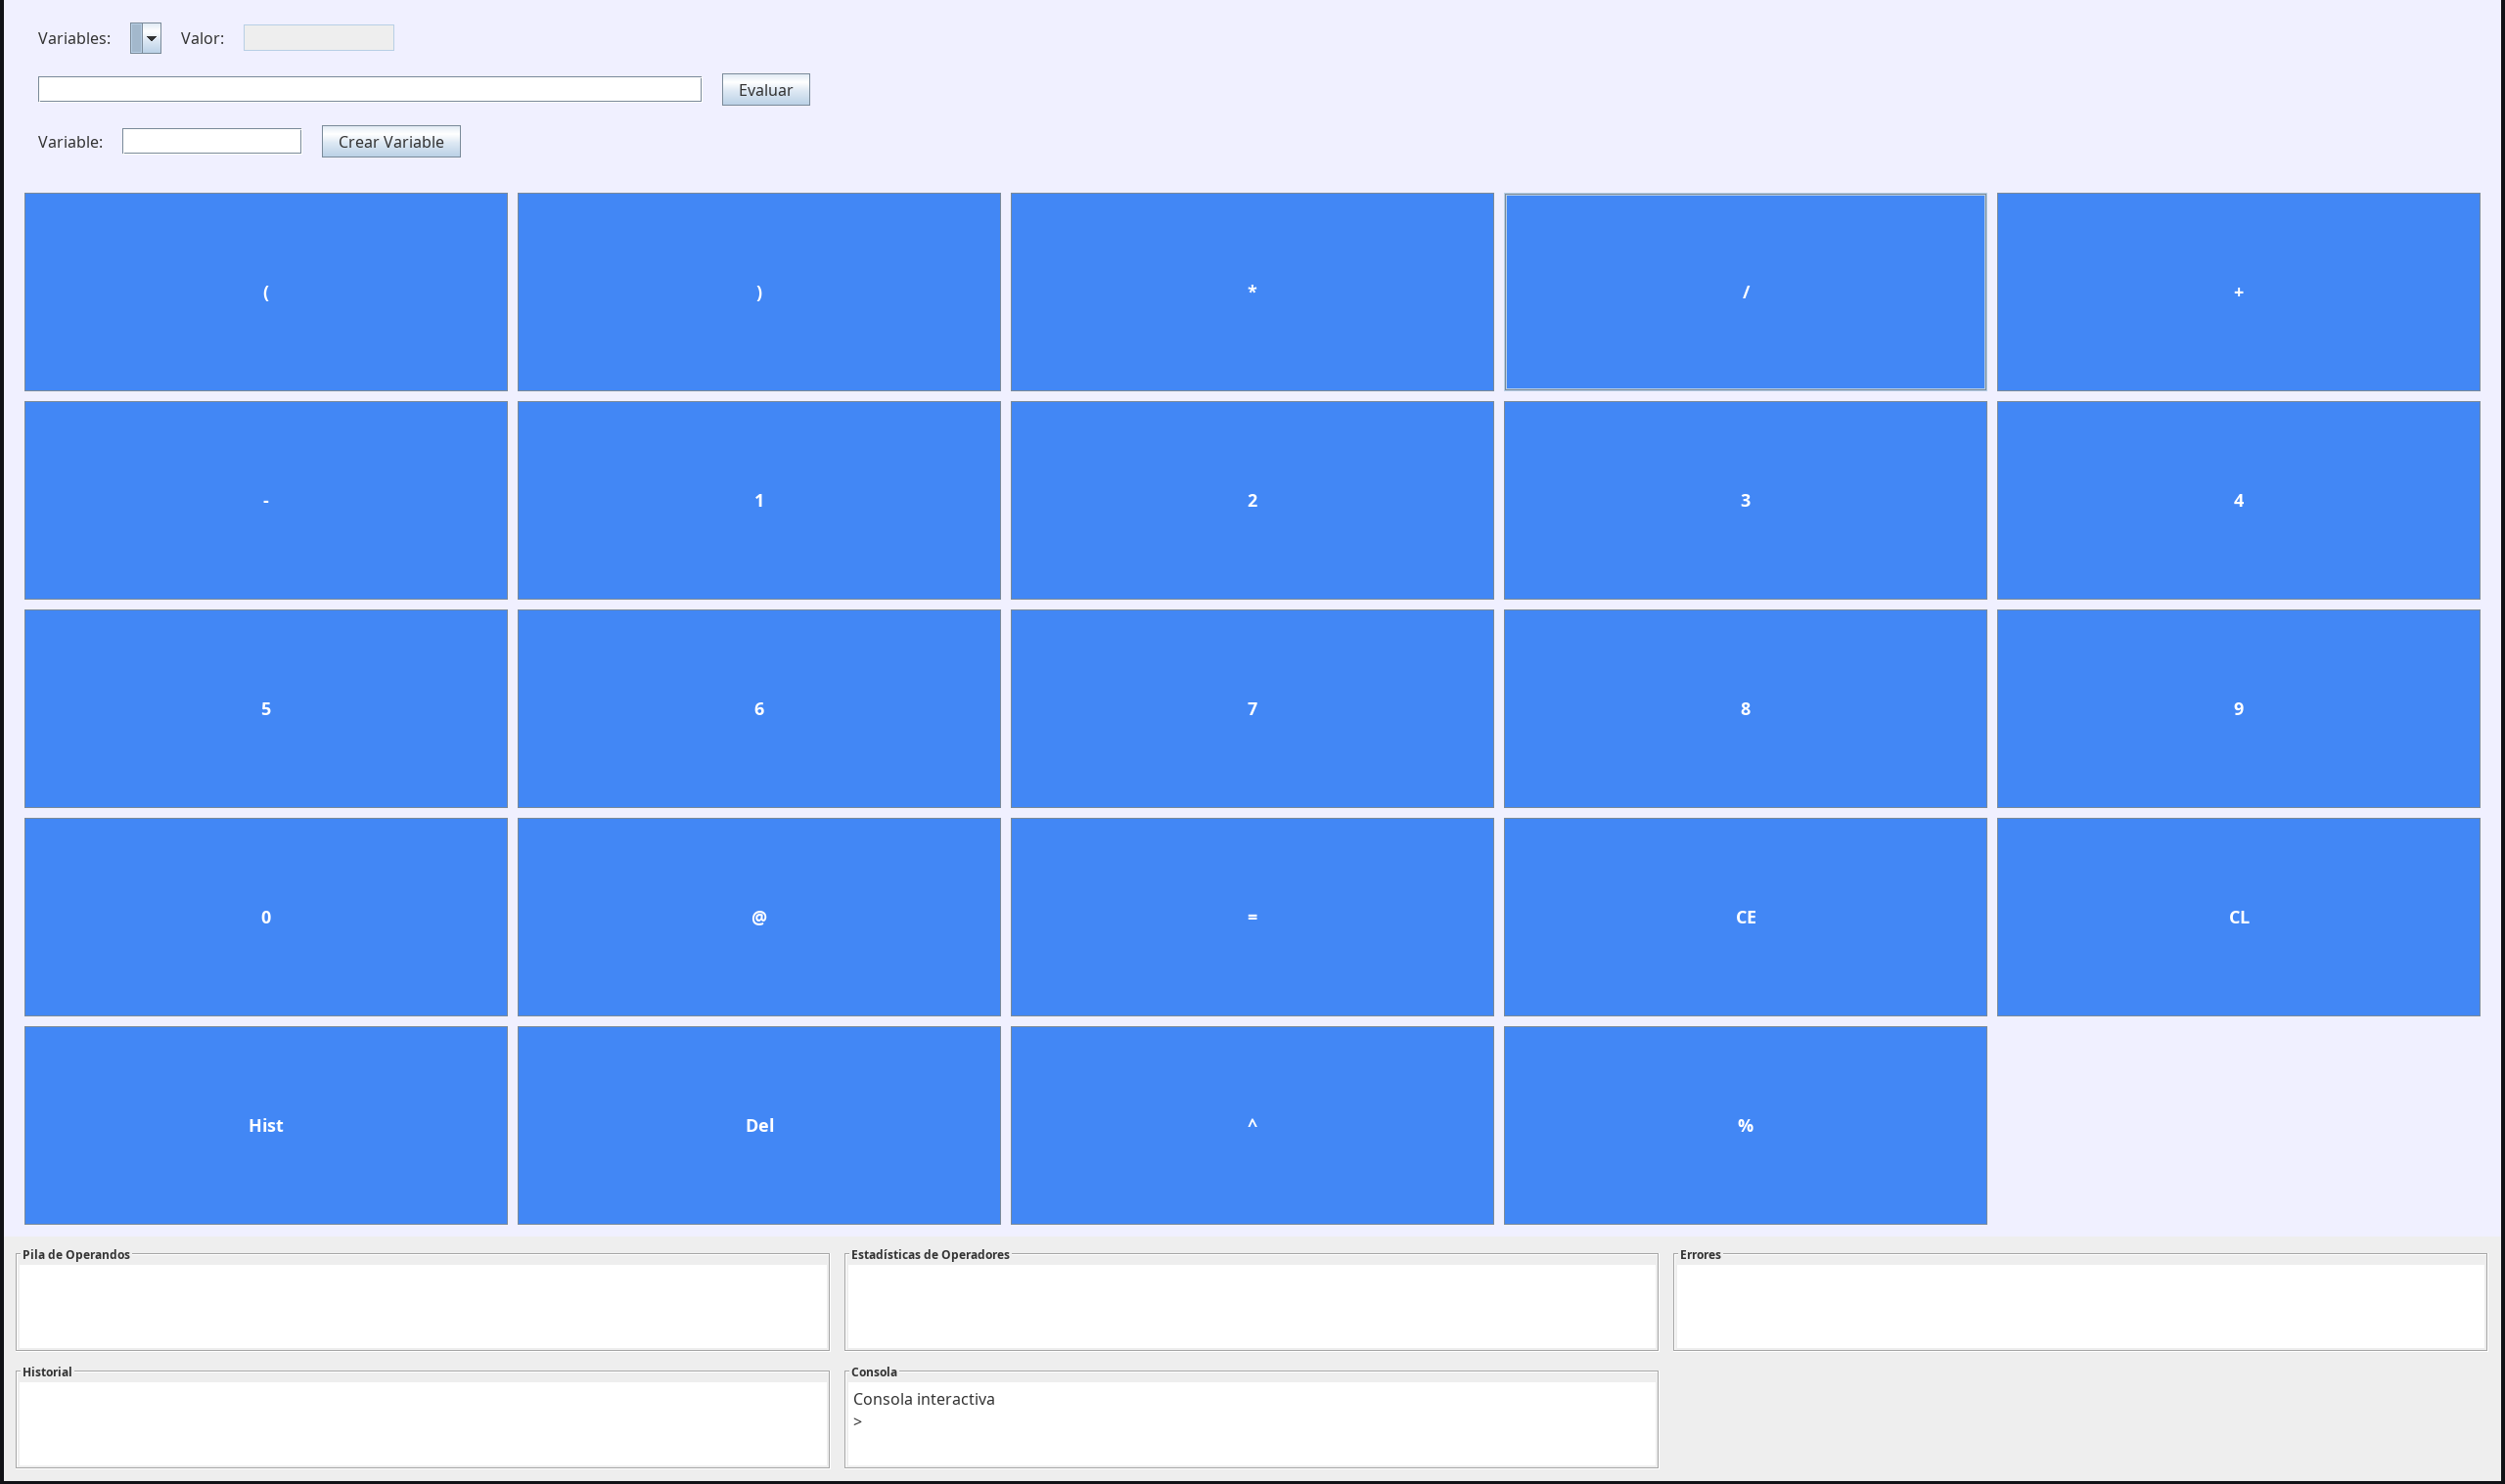 Variables: Valor:
Evaluar
Variable: Crear Variable
( ) * / +
- 1 2 3 4
5 6 7 8 9
0 @ = CE CL
Hist Del ^ %
Pila de Operandos Estadísticas de Operadores Errores
Historial Consola
Consola interactiva
>